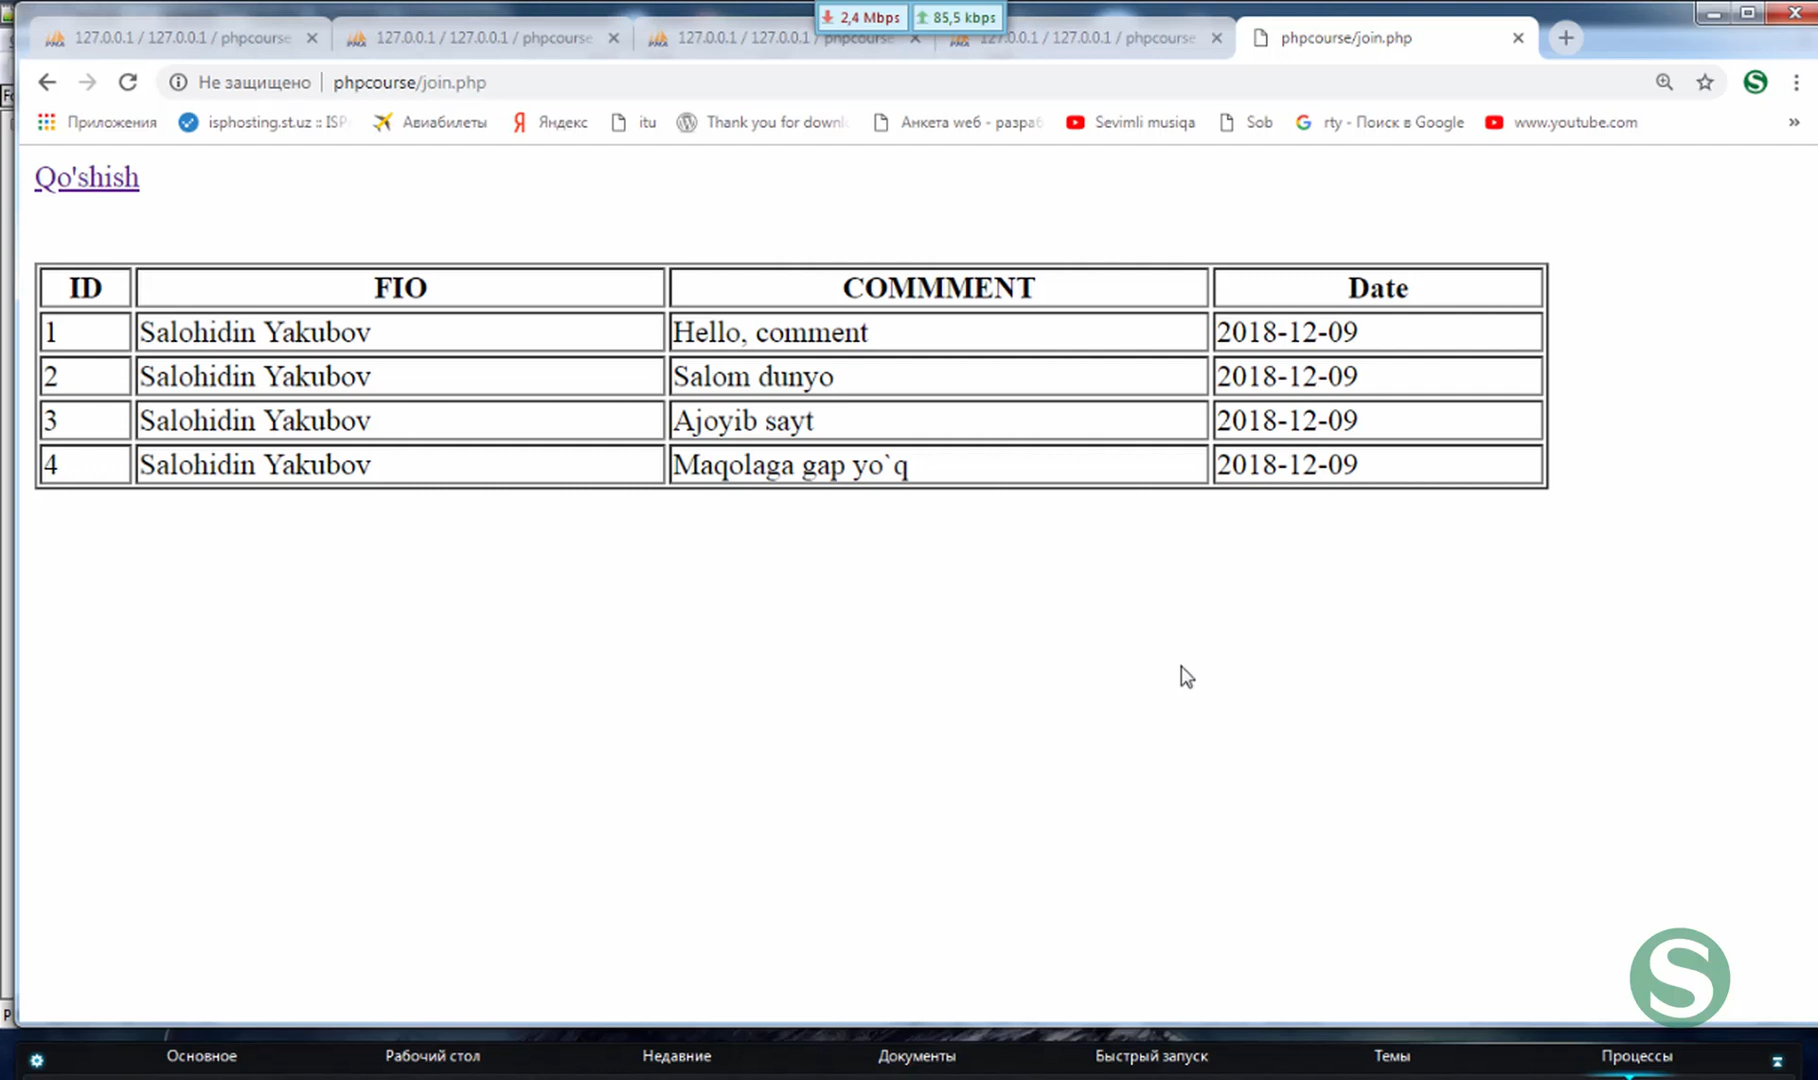 2,4 Mbps 85,5 kbps
127.0.0.1 / 127.0.0.1 / phpcourse 127.0.0.1 / 127.0.0.1 / phpcourse 127.0.0.1 / 127.0.0.1 / phpcourse 127.0.0.1 / 127.0.0.1 / phpcourse phpcourse/join.php
Не защищено phpcourse/join.php S
Приложения isphosting.st.uz :: ISP Авиабилеты Яндекс itu Thank you for downl Анкета веб - разраб Sevimli musiqa Sob rty - Поиск в Google www.youtube.com »
Qo'shish
ID FIO COMMMENT Date
1 Salohidin Yakubov Hello, comment 2018-12-09
2 Salohidin Yakubov Salom dunyo 2018-12-09
3 Salohidin Yakubov Ajoyib sayt 2018-12-09
4 Salohidin Yakubov Maqolaga gap yo`q 2018-12-09
S
Основное Рабочий стол Недавние Документы Быстрый запуск Темы Процессы